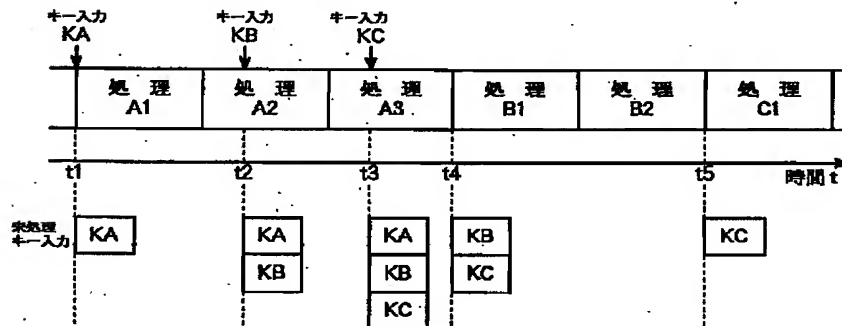 キー入力 キー入力 キー入力
KA KB KC
処理 処理 処理 処理 処理 処理
A1 A2 A3 B1 B2 C1
t1 t2 t3 t4 t5 時間 t
未処理
キー入力
KA KA KA KB KC
KB KB KC
KC